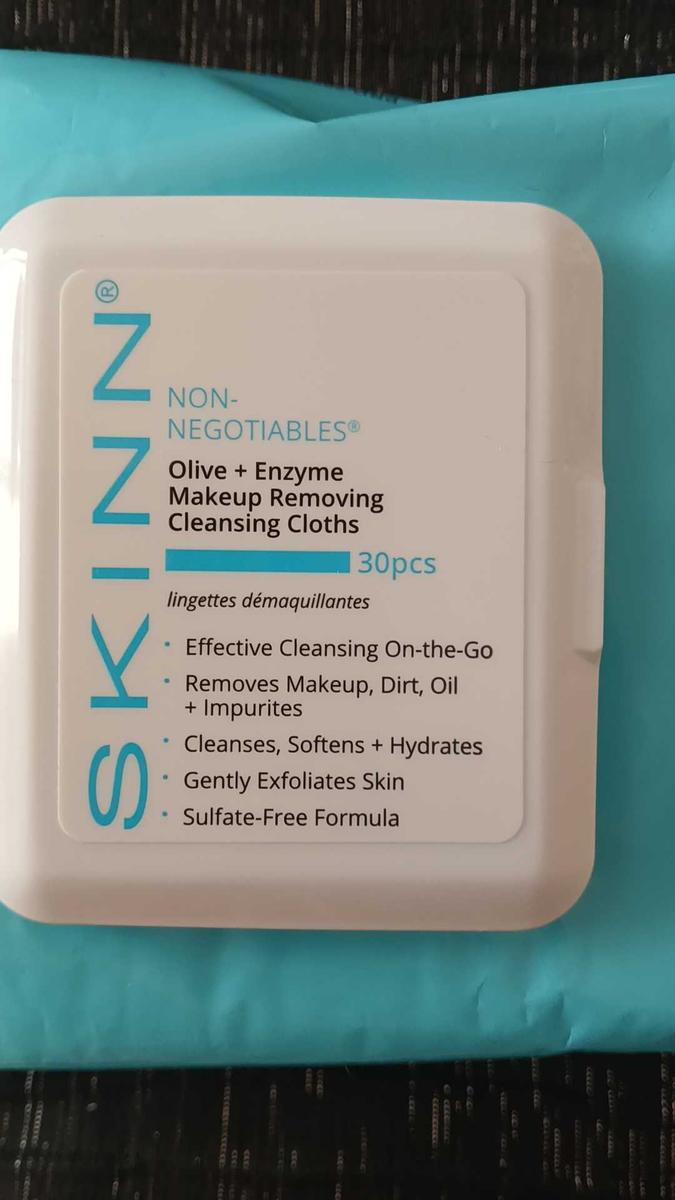 SKINN®
NON-
NEGOTIABLES®
Olive + Enzyme
Makeup Removing
Cleansing Cloths
30pcs
lingettes démaquillantes
· Effective Cleansing On-the-Go
· Removes Makeup, Dirt, Oil
+ Impurites
· Cleanses, Softens + Hydrates
· Gently Exfoliates Skin
· Sulfate-Free Formula